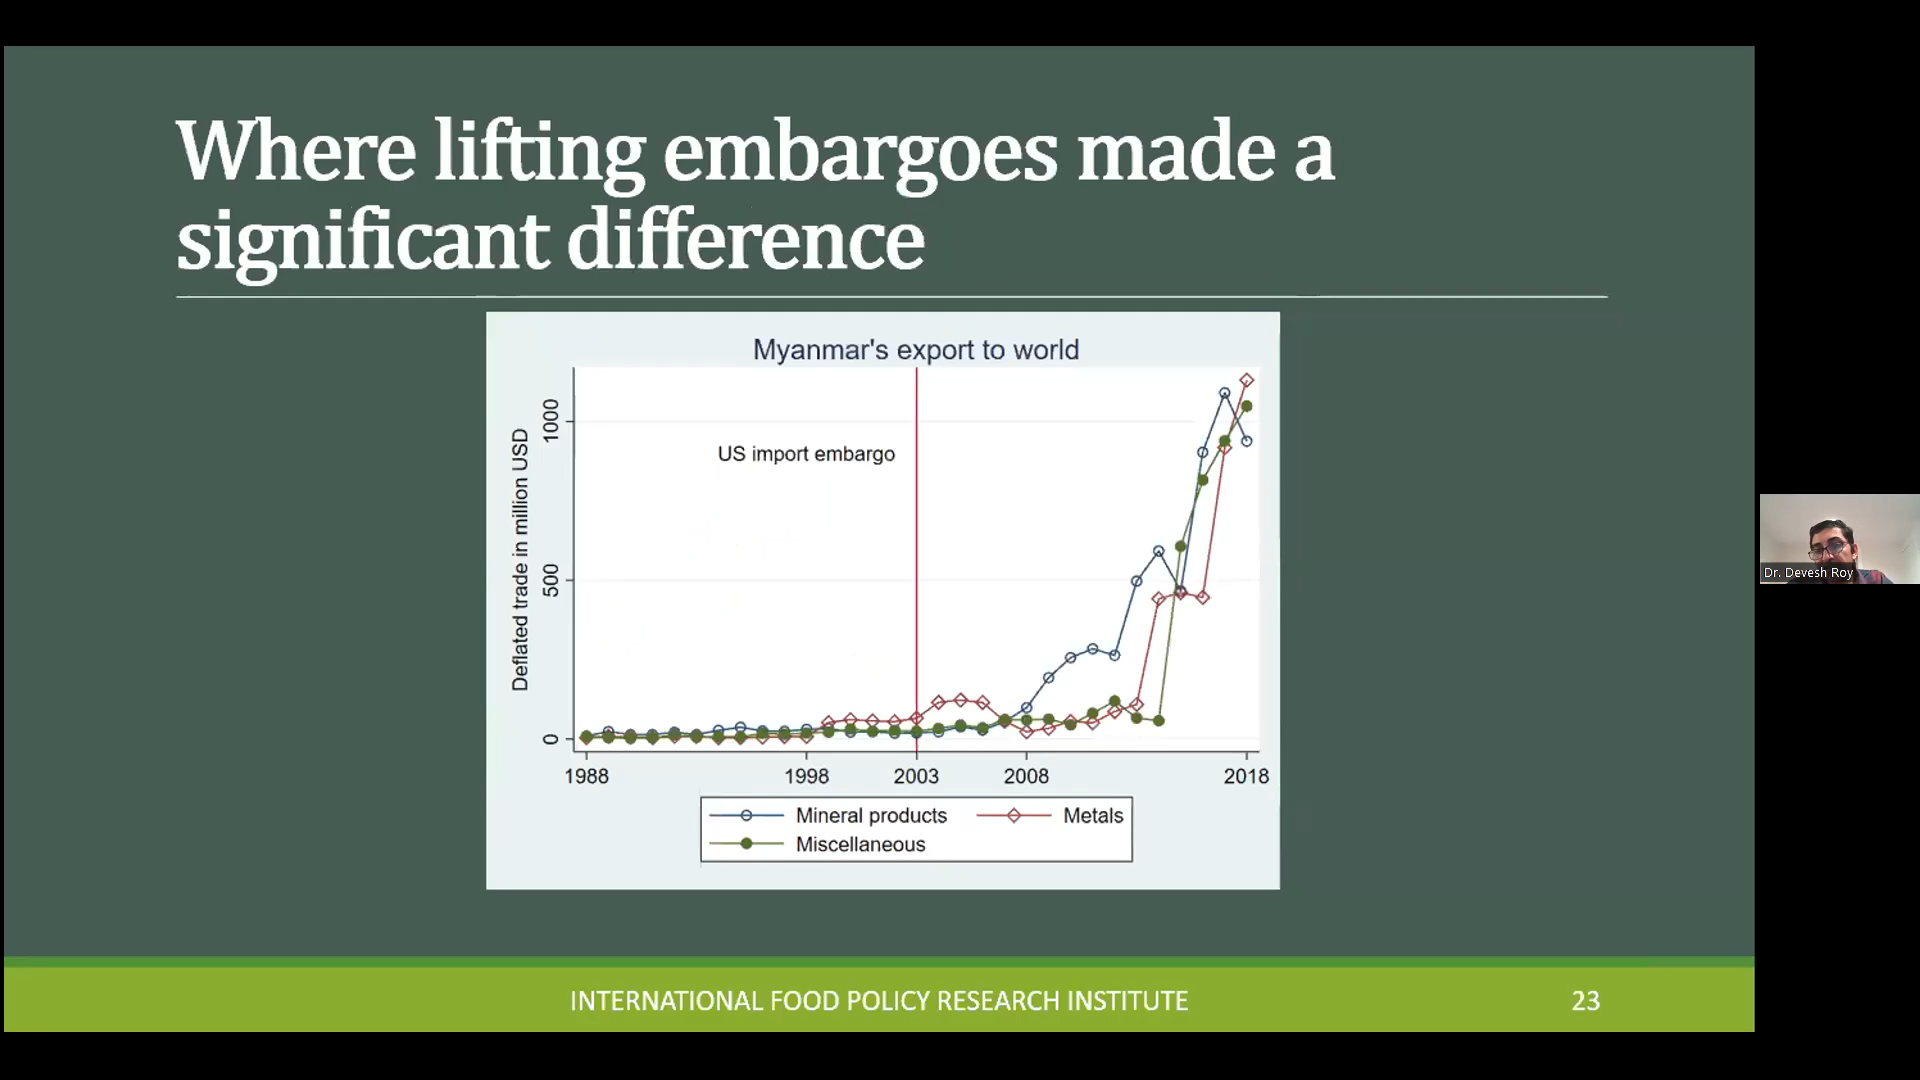 Where lifting embargoes made a
significant difference
Myanmar's export to world
Deflated trade in million USD
1000
500
0
US import embargo
1988 1998 2003 2008 2018
Mineral products Metals
Miscellaneous
Dr. Devesh Roy
INTERNATIONAL FOOD POLICY RESEARCH INSTITUTE 23